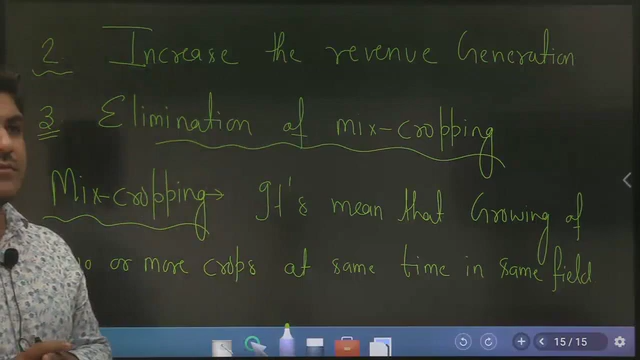 2. Increase the revenue Generation
3. Elimination of mix-cropping
Mix-cropping → It's mean that Growing of
or more crops at same time in same field
15 / 15